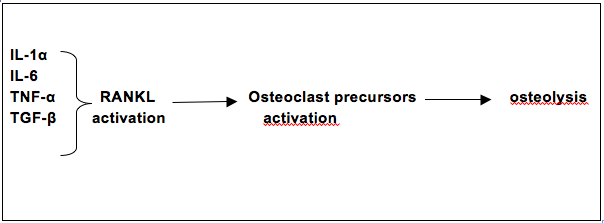 IL-1α
IL-6
TNF-α
TGF-β
RANKL
activation
Osteoclast precursors
activation
osteolysis